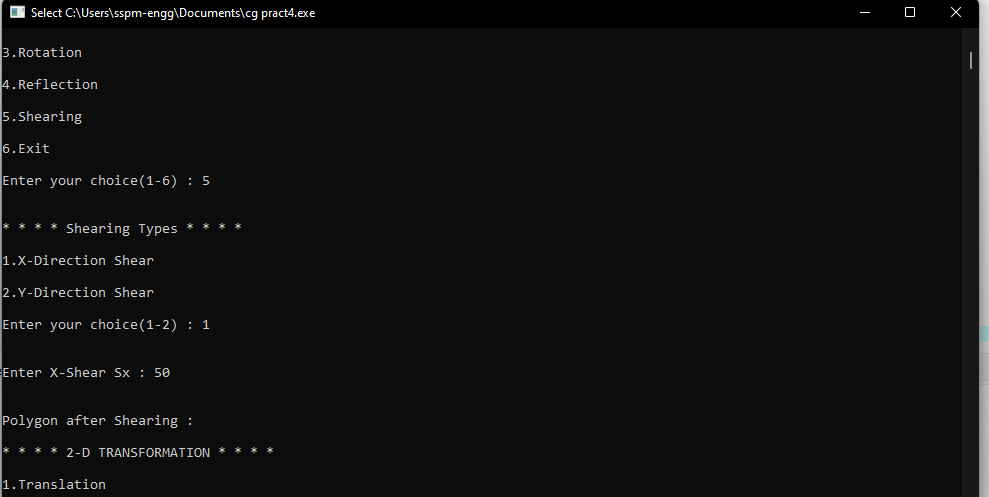 Select C:\Users\sspm-engg\Documents\cg pract4.exe
3.Rotation
4.Reflection
5.Shearing
6.Exit
Enter your choice(1-6) : 5
* * * * Shearing Types * * * *
1.X-Direction Shear
2.Y-Direction Shear
Enter your choice(1-2) : 1
Enter X-Shear Sx : 50
Polygon after Shearing :
* * * * 2-D TRANSFORMATION * * * *
1.Translation